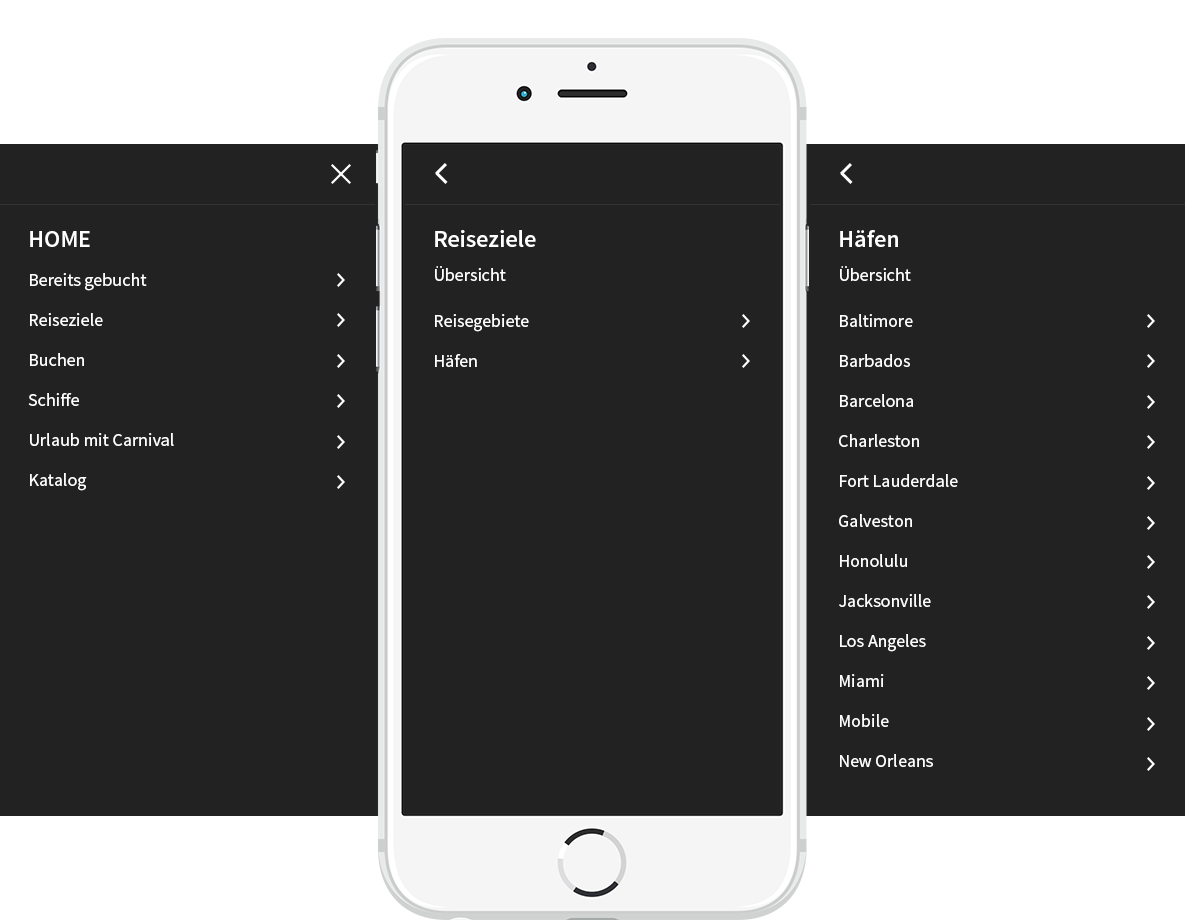 HOME
Bereits gebucht
Reiseziele
Buchen
Schiffe
Urlaub mit Carnival
Katalog
Reiseziele
Übersicht
Reisegebiete
Häfen
Häfen
Übersicht
Baltimore
Barbados
Barcelona
Charleston
Fort Lauderdale
Galveston
Honolulu
Jacksonville
Los Angeles
Miami
Mobile
New Orleans